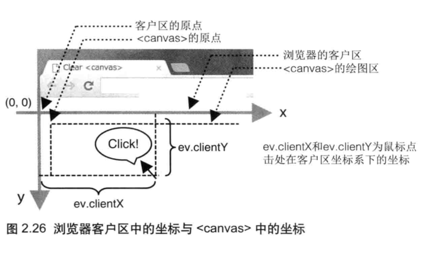 客户区的原点
<canvas>的原点
浏览器的客户区
<canvas>的绘图区
Clear <canvas>
(0, 0)
x
Click!
ev.clientY
ev.clientX和ev.clientY为鼠标点
击处在客户区坐标系下的坐标
y
ev.clientX
图 2.26 浏览器客户区中的坐标与 <canvas> 中的坐标